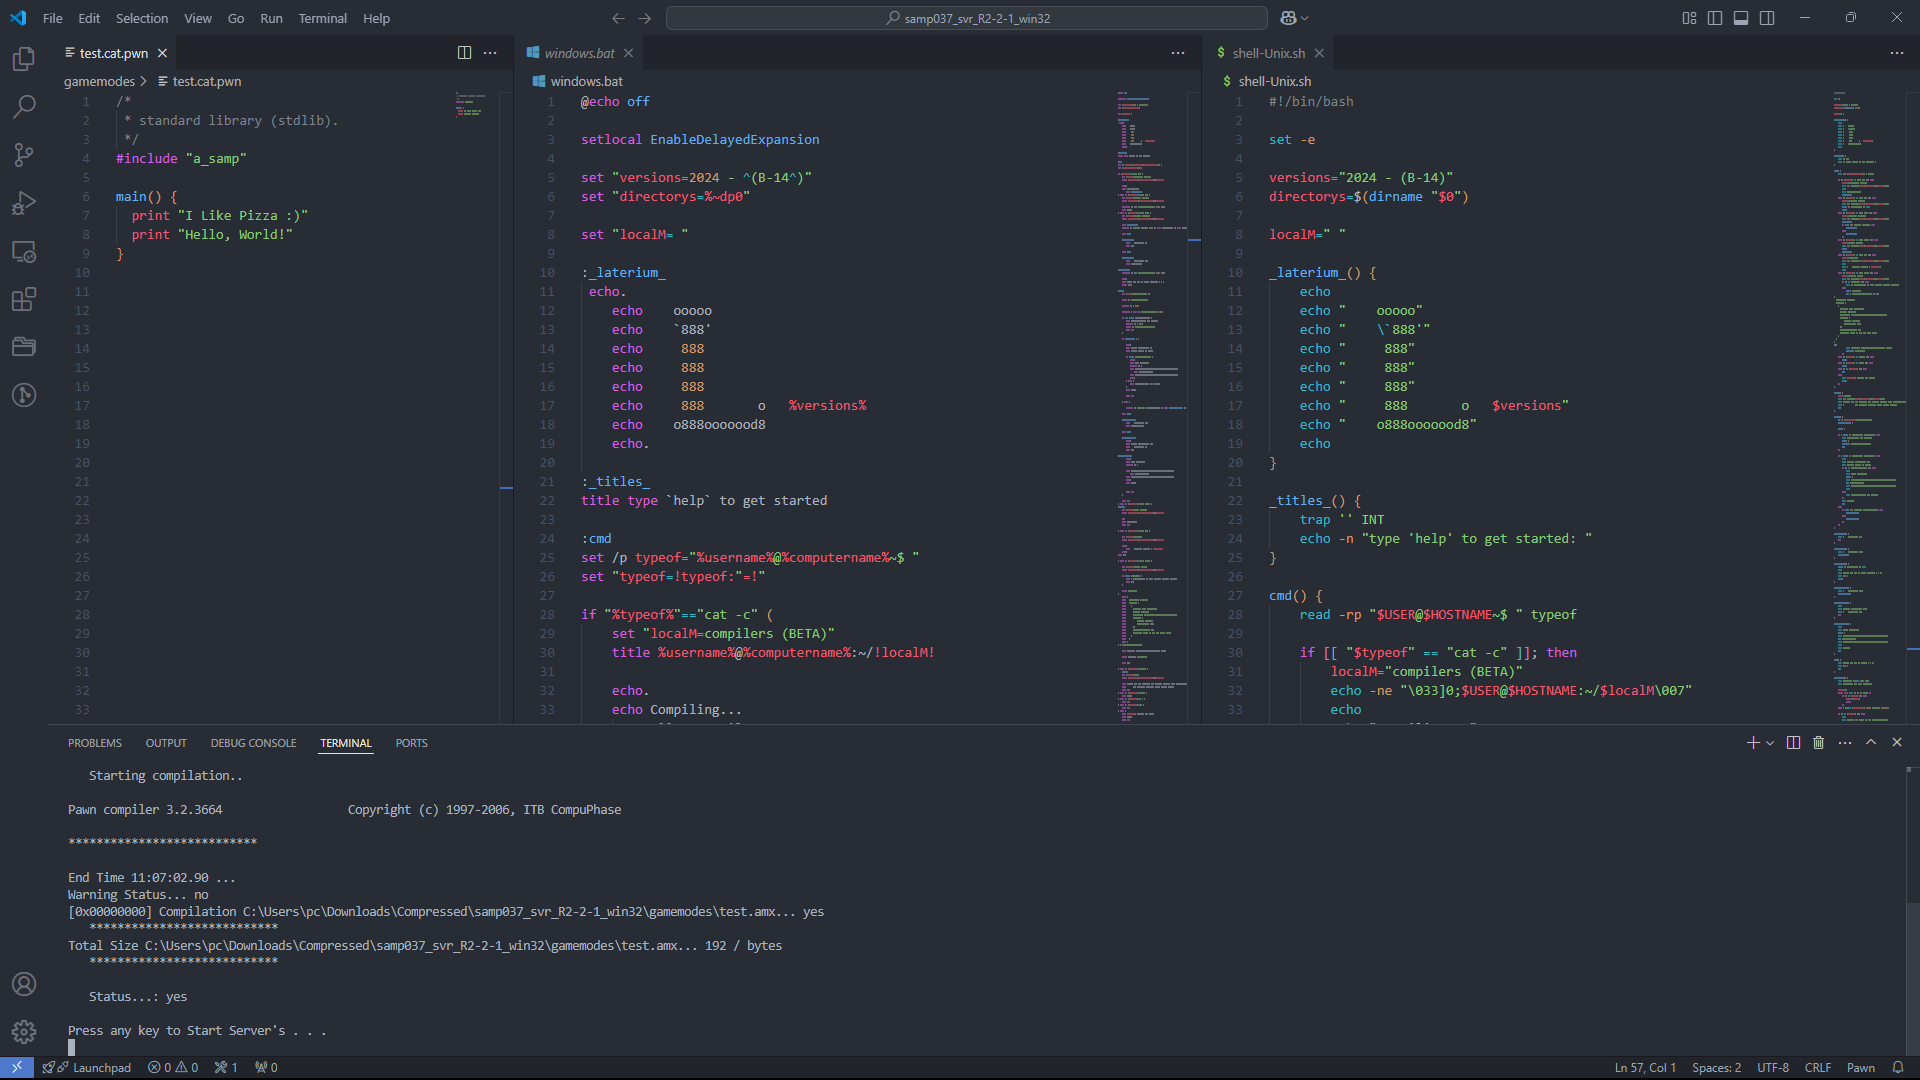 File Edit Selection View Go Run Terminal Help
samp037_svr_R2-2-1_win32
test.cat.pwn
gamemodes > test.cat.pwn
1 /*
2 * standard library (stdlib).
3 */
4 #include "a_samp"
5
6 main() {
7 print "I Like Pizza :)"
8 print "Hello, World!"
9 }
10
11
12
13
14
15
16
17
18
19
20
21
22
23
24
25
26
27
28
29
30
31
32
33
windows.bat
windows.bat
1 @echo off
2
3 setlocal EnableDelayedExpansion
4
5 set "versions=2024 - ^(B-14^)"
6 set "directorys=%~dp0"
7
8 set "localM= "
9
10 :_laterium_
11 echo.
12 echo    ooooo
13 echo    `888'
14 echo     888
15 echo     888
16 echo     888
17 echo     888       o   %versions%
18 echo    o888ooooood8
19 echo.
20
21 :_titles_
22 title type `help` to get started
23
24 :cmd
25 set /p typeof="%username%@%computername%~$ "
26 set "typeof=!typeof:"=!"
27
28 if "%typeof%"=="cat -c" (
29 set "localM=compilers (BETA)"
30 title %username%@%computername%:~/!localM!
31
32 echo.
33 echo Compiling...
shell-Unix.sh
shell-Unix.sh
1 #!/bin/bash
2
3 set -e
4
5 versions="2024 - (B-14)"
6 directorys=$(dirname "$0")
7
8 localM=" "
9
10 _laterium_() {
11 echo
12 echo "    ooooo"
13 echo "    \`888'"
14 echo "     888"
15 echo "     888"
16 echo "     888"
17 echo "     888       o   $versions"
18 echo "    o888ooooood8"
19 echo
20 }
21
22 _titles_() {
23 trap '' INT
24 echo -n "type 'help' to get started: "
25 }
26
27 cmd() {
28 read -rp "$USER@$HOSTNAME~$ " typeof
29
30 if [[ "$typeof" == "cat -c" ]]; then
31 localM="compilers (BETA)"
32 echo -ne "\033]0;$USER@$HOSTNAME:~/$localM\007"
33 echo
PROBLEMS OUTPUT DEBUG CONSOLE TERMINAL PORTS
Starting compilation..
Pawn compiler 3.2.3664 Copyright (c) 1997-2006, ITB CompuPhase
***************************
End Time 11:07:02.90 ...
Warning Status... no
[0x00000000] Compilation C:\Users\pc\Downloads\Compressed\samp037_svr_R2-2-1_win32\gamemodes\test.amx... yes
***************************
Total Size C:\Users\pc\Downloads\Compressed\samp037_svr_R2-2-1_win32\gamemodes\test.amx... 192 / bytes
***************************
Status...: yes
Press any key to Start Server's . . .
Launchpad 0 0 1 0 Ln 57, Col 1 Spaces: 2 UTF-8 CRLF Pawn